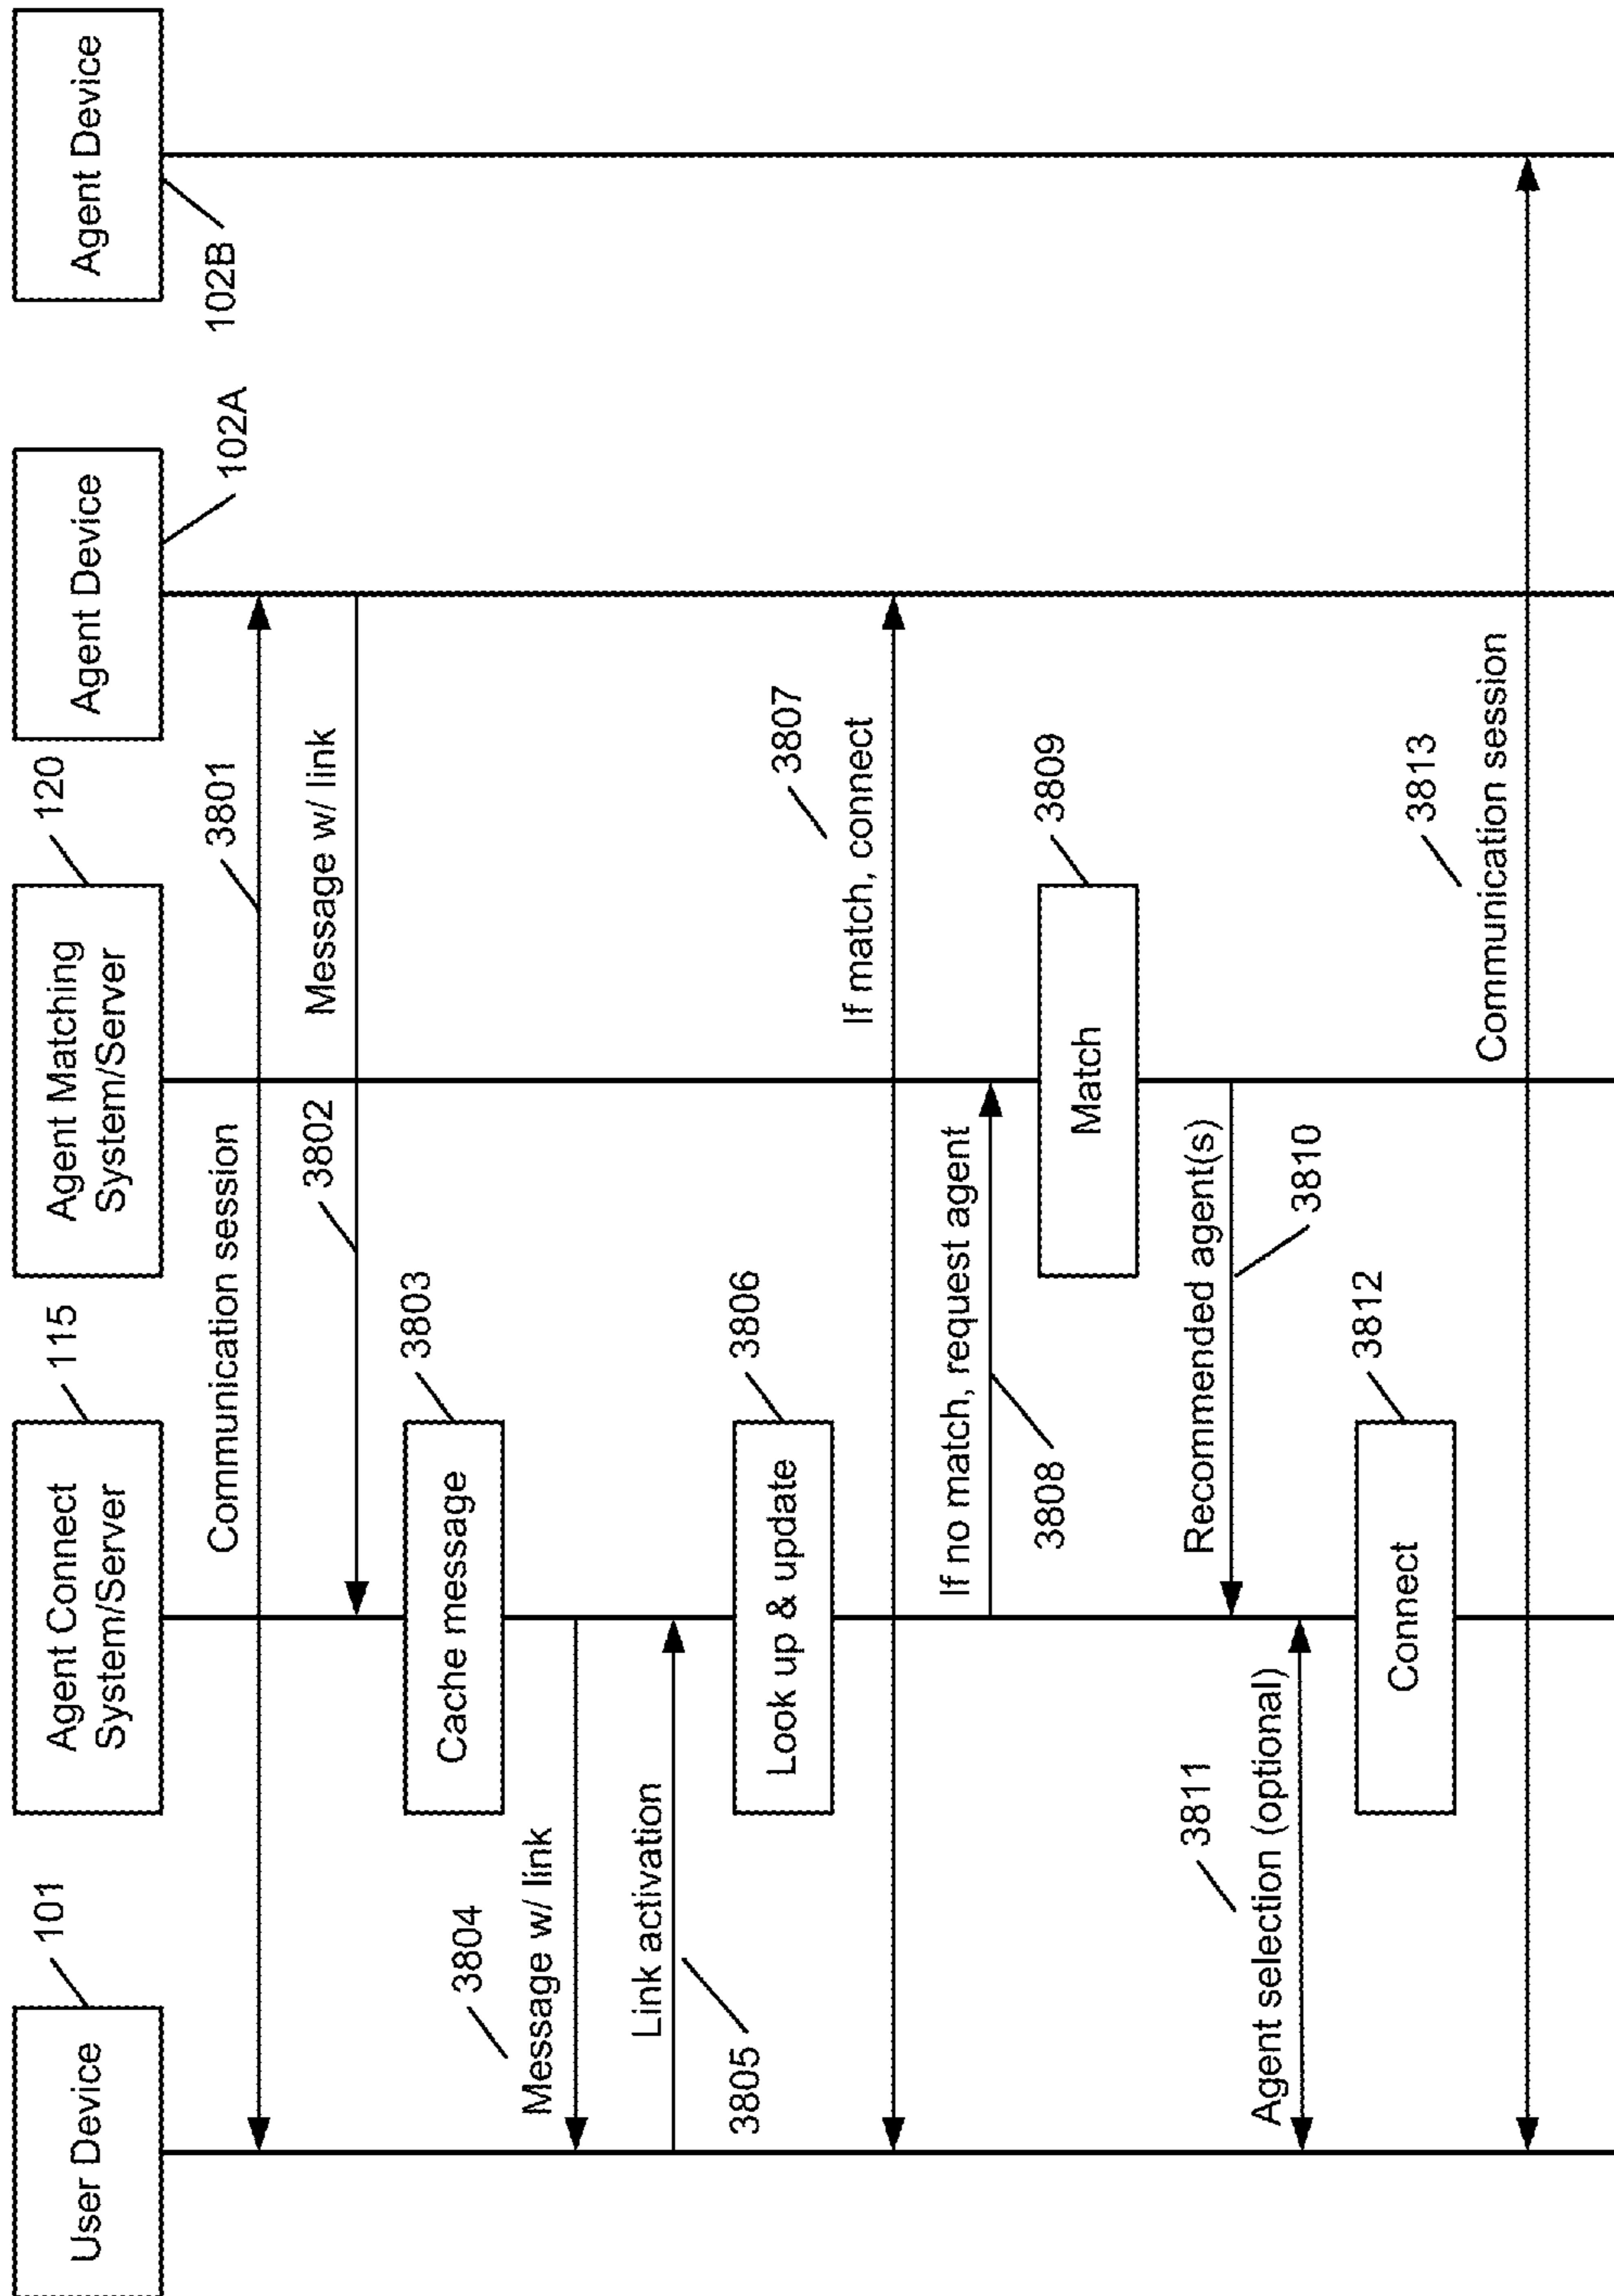 User Device
101
Agent Connect
System/Server
115
Agent Matching
System/Server
120
Agent Device
102A
Agent Device
102B
Communication session
3801
3802
Message w/ link
Cache message
3803
3804
Message w/ link
Link activation
3805
Look up & update
3806
If match, connect
3807
If no match, request agent
3808
Match
3809
Recommended agent(s)
3810
3811
Agent selection (optional)
Connect
3812
Communication session
3813